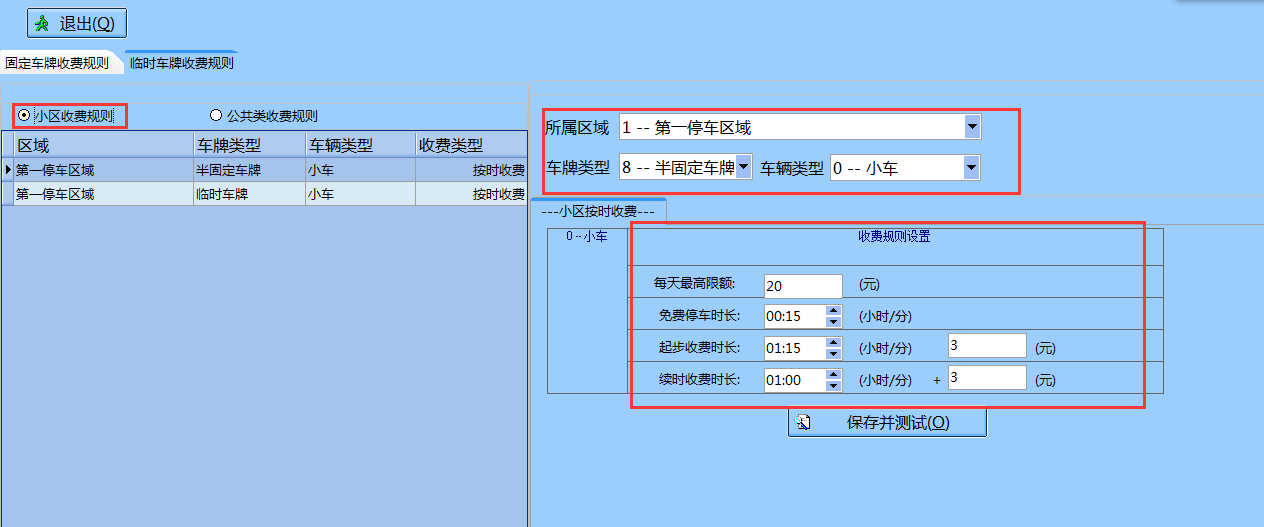 退出(Q)
固定车牌收费规则 临时车牌收费规则
小区收费规则 公共类收费规则
区域 车牌类型 车辆类型 收费类型
第一停车区域 半固定车牌 小车 按时收费
第一停车区域 临时车牌 小车 按时收费
所属区域 1 -- 第一停车区域
车牌类型 8 -- 半固定车牌 车辆类型 0 -- 小车
---小区按时收费---
0 -- 小车 收费规则设置
每天最高限额: 20 (元)
免费停车时长: 00:15 (小时/分)
起步收费时长: 01:15 (小时/分) 3 (元)
续时收费时长: 01:00 (小时/分) + 3 (元)
保存并测试(O)